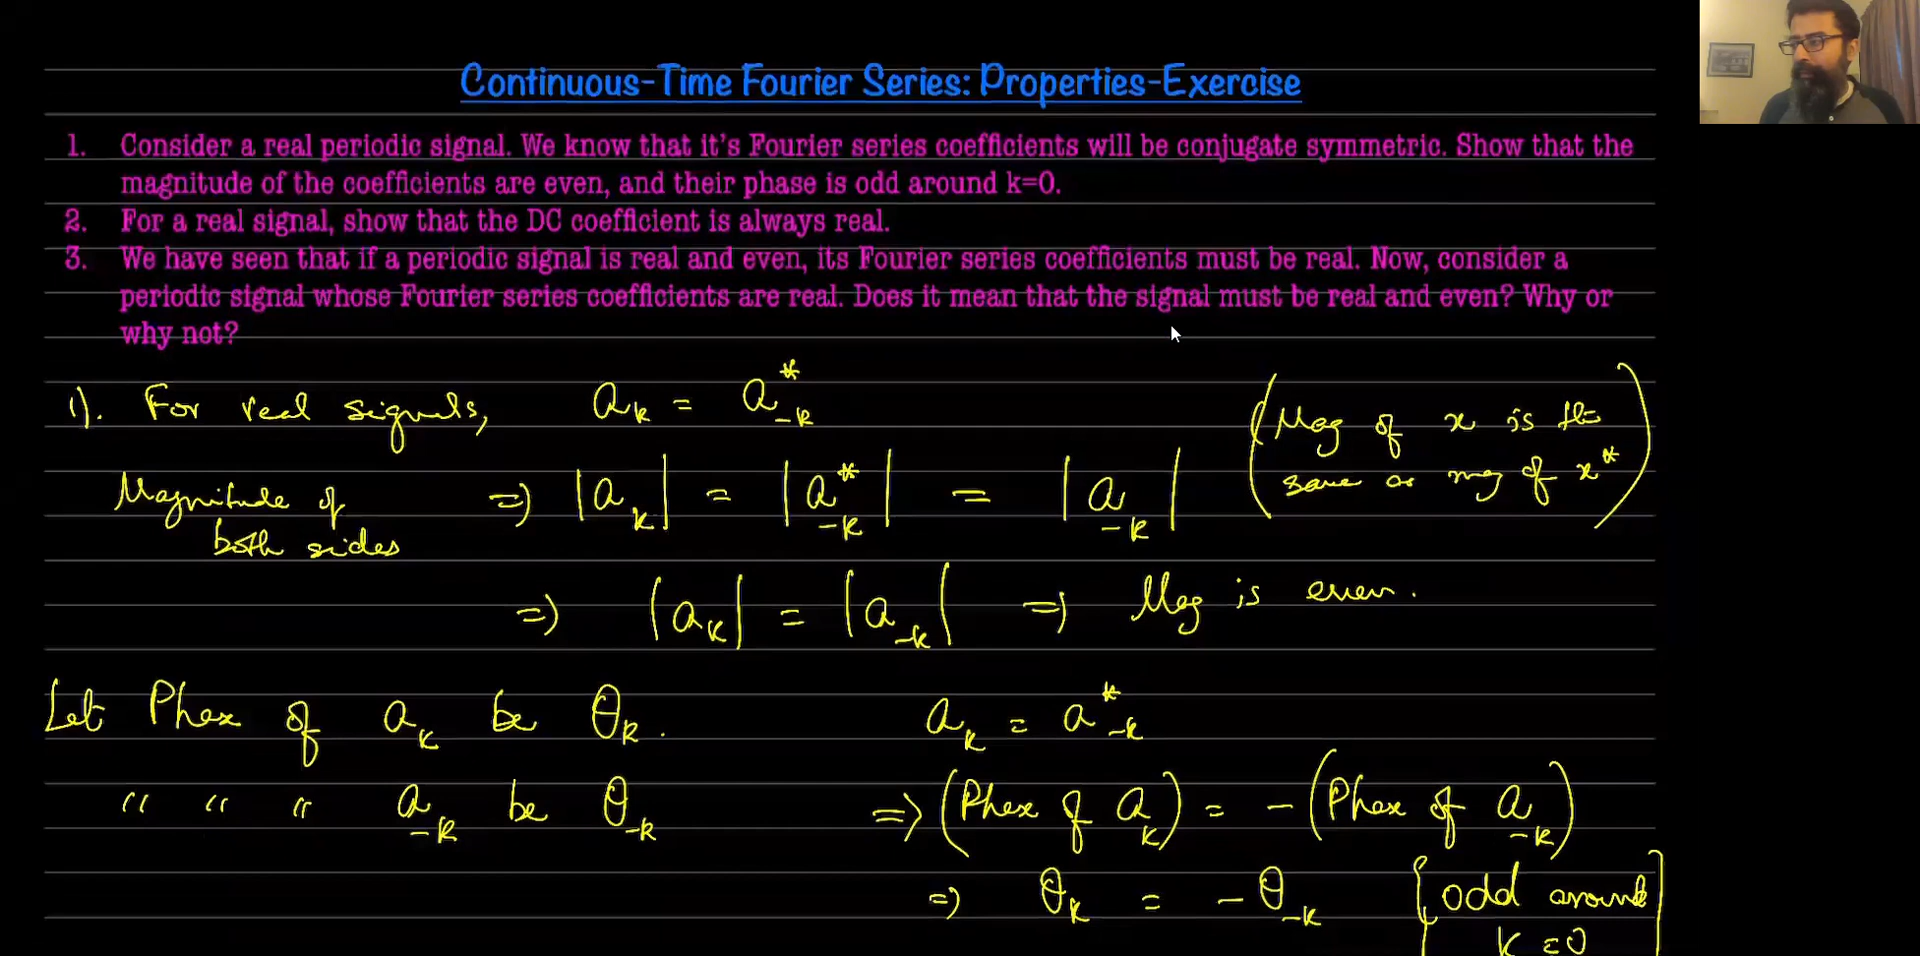 Continuous-Time Fourier Series: Properties-Exercise
1. Consider a real periodic signal. We know that it's Fourier series coefficients will be conjugate symmetric. Show that the
magnitude of the coefficients are even, and their phase is odd around k=0.
2. For a real signal, show that the DC coefficient is always real.
3. We have seen that if a periodic signal is real and even, its Fourier series coefficients must be real. Now, consider a
periodic signal whose Fourier series coefficients are real. Does it mean that the signal must be real and even? Why or
why not?
1). For real signals, a_k = a*_{-k}
(Mag of x is the
same as mag of x*)
Magnitude of
both sides
=> |a_k| = |a*_{-k}| = |a_{-k}|
=> |a_k| = |a_{-k}| => Mag is even.
Let Phase of a_k be θ_k. a_k = a*_{-k}
" " " a_{-k} be θ_{-k} => (Phase of a_k) = -(Phase of a_{-k})
=> θ_k = -θ_{-k} [odd around
k=0